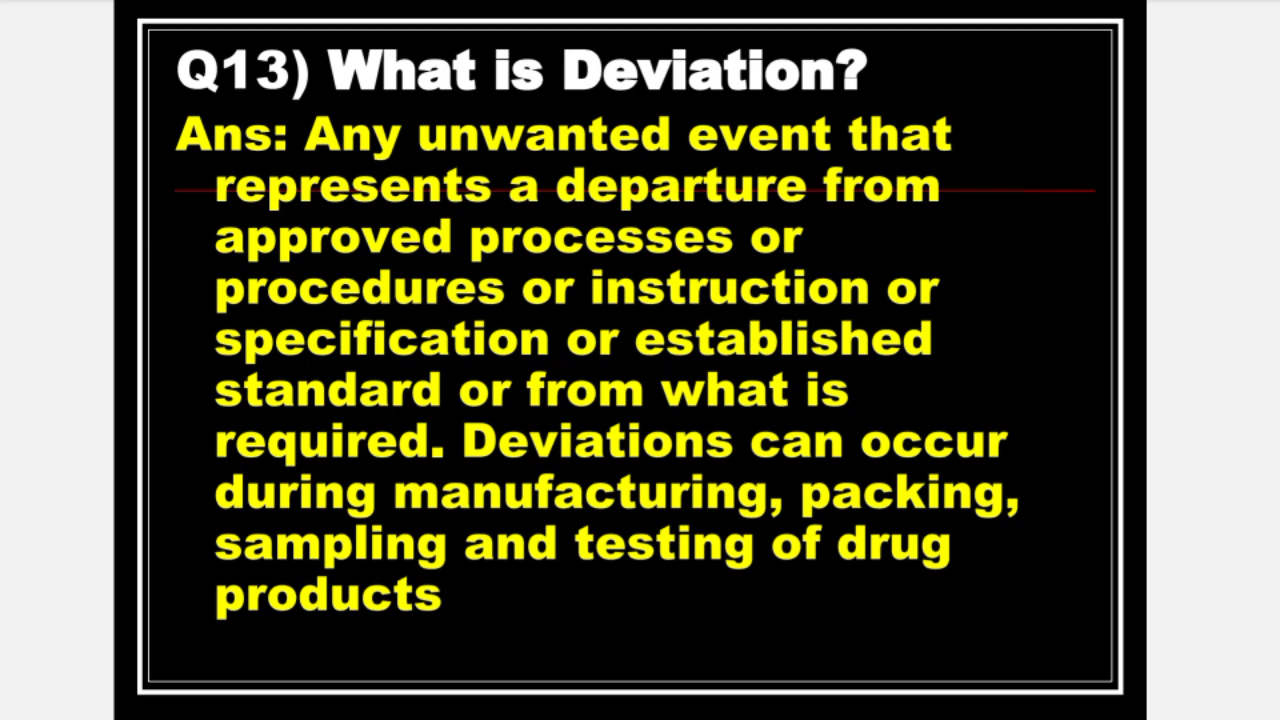 Q13) What is Deviation?
Ans: Any unwanted event that
represents a departure from
approved processes or
procedures or instruction or
specification or established
standard or from what is
required. Deviations can occur
during manufacturing, packing,
sampling and testing of drug
products